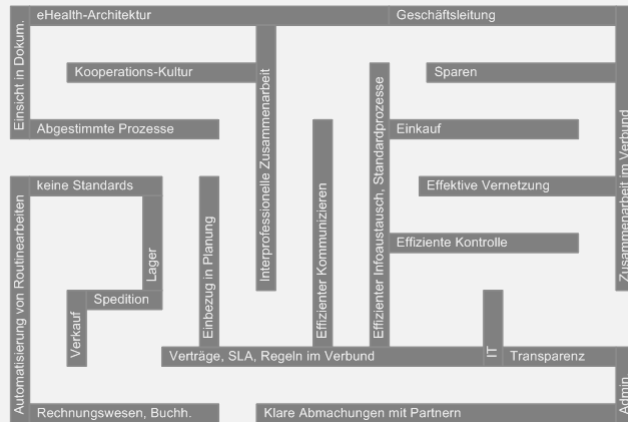 eHealth-Architektur
Geschäftsleitung
Einsicht in Dokum.
Kooperations-Kultur
Interprofessionelle Zusammenarbeit
Sparen
Zusammenarbeit im Verbund
Abgestimmte Prozesse
Effizienter Infoaustausch, Standardprozesse
Einkauf
Effizienter Kommunizieren
keine Standards
Effektive Vernetzung
Automatisierung von Routinearbeiten
Lager
Einbezug in Planung
Effiziente Kontrolle
Spedition
Verkauf
Verträge, SLA, Regeln im Verbund
IT
Transparenz
Rechnungswesen, Buchh.
Klare Abmachungen mit Partnern
Admin